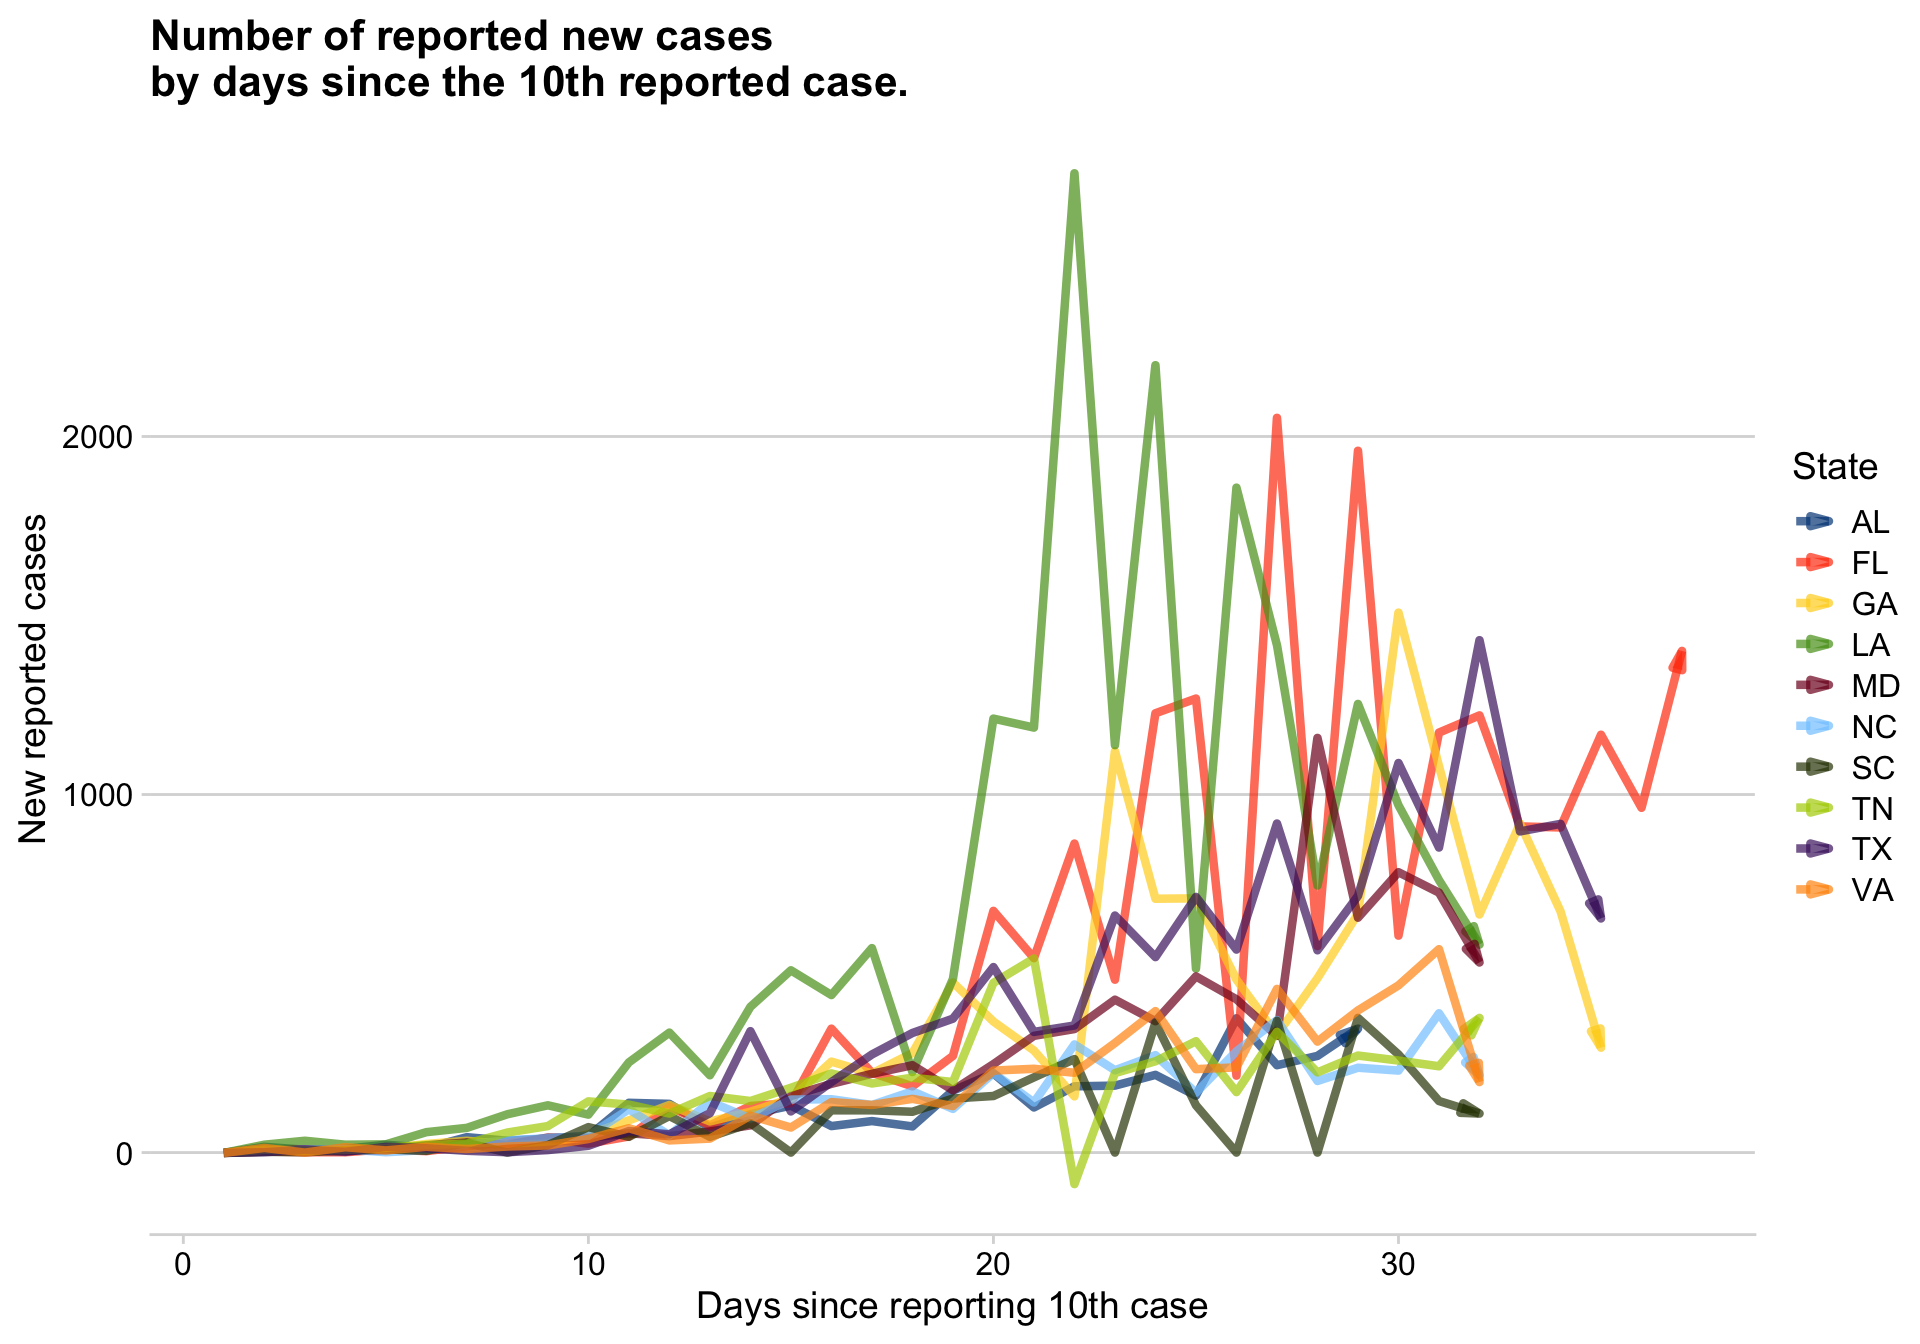 Number of reported new cases
by days since the 10th reported case.
New reported cases
2000
1000
0
0
10
20
30
Days since reporting 10th case
State
AL
FL
GA
LA
MD
NC
SC
TN
TX
VA